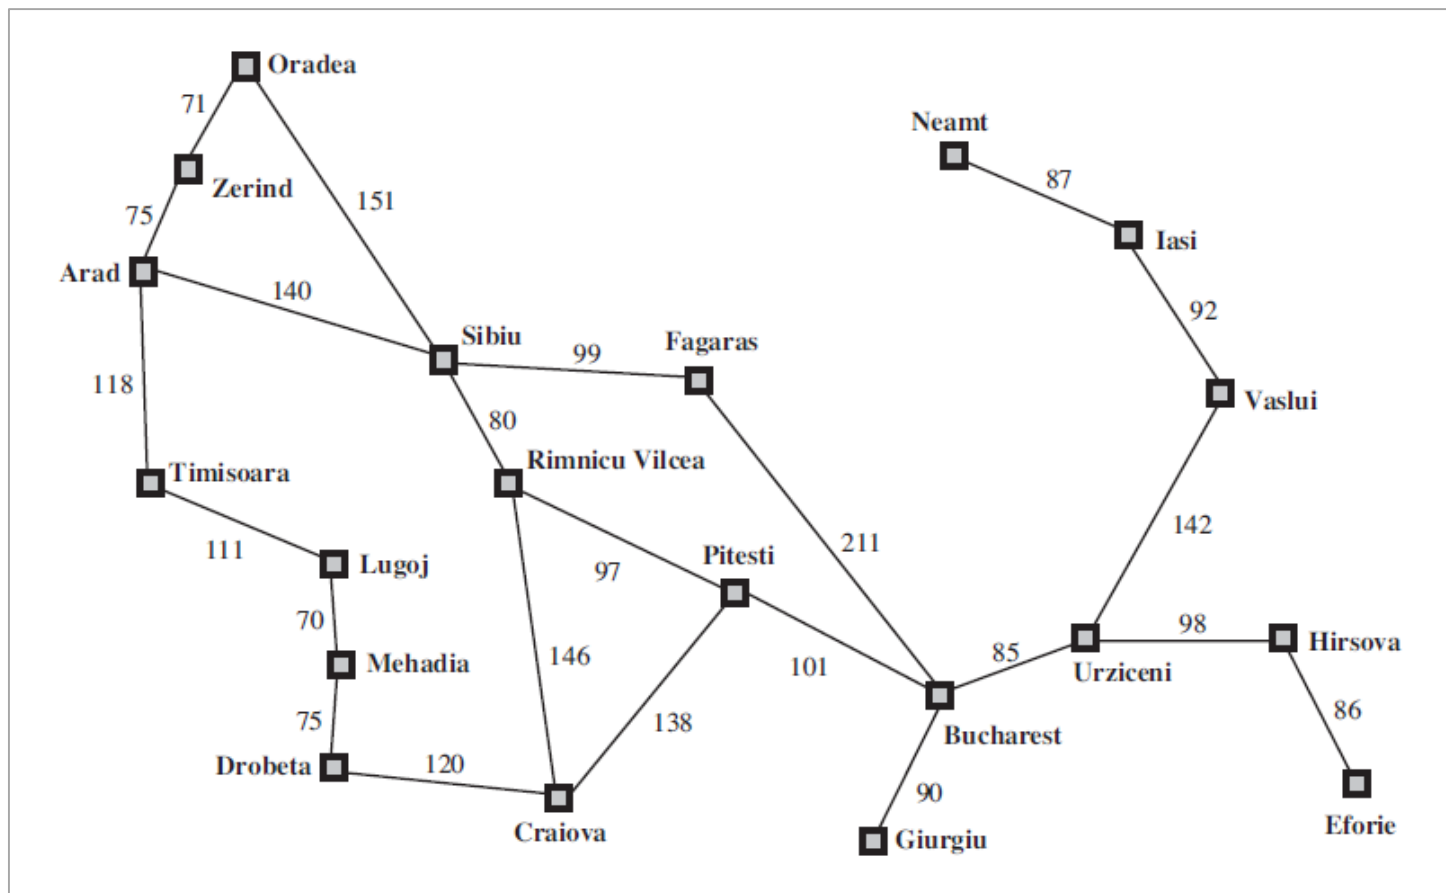 Oradea
71
Neamt
87
Zerind
151
75
Iasi
Arad
140
92
Sibiu
Fagaras
99
118
Vaslui
80
Rimnicu Vilcea
Timisoara
142
211
111
Pitesti
Lugoj
97
70
98
Hirsova
146
85
Mehadia
101
Urziceni
75
138
86
Bucharest
Drobeta
120
90
Craiova
Giurgiu
Eforie